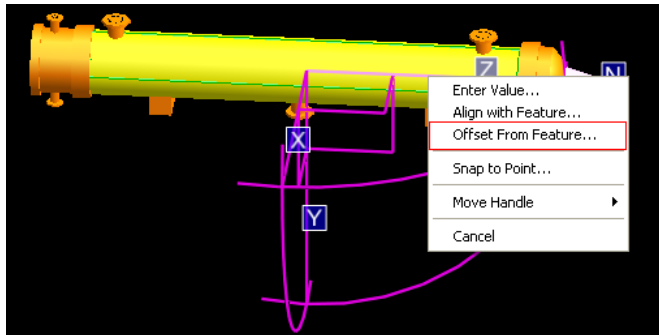 Z
N
Enter Value...
Align with Feature...
Offset From Feature...
X
Snap to Point...
Move Handle
Y
Cancel